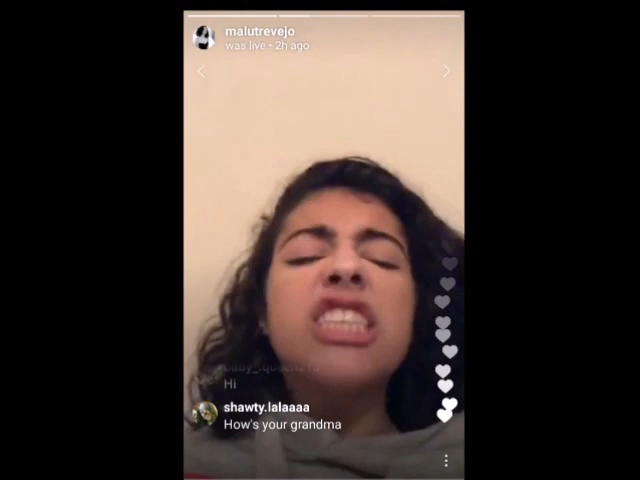 malutrevejo
was live • 2h ago
Hi
shawty.lalaaaa
How's your grandma